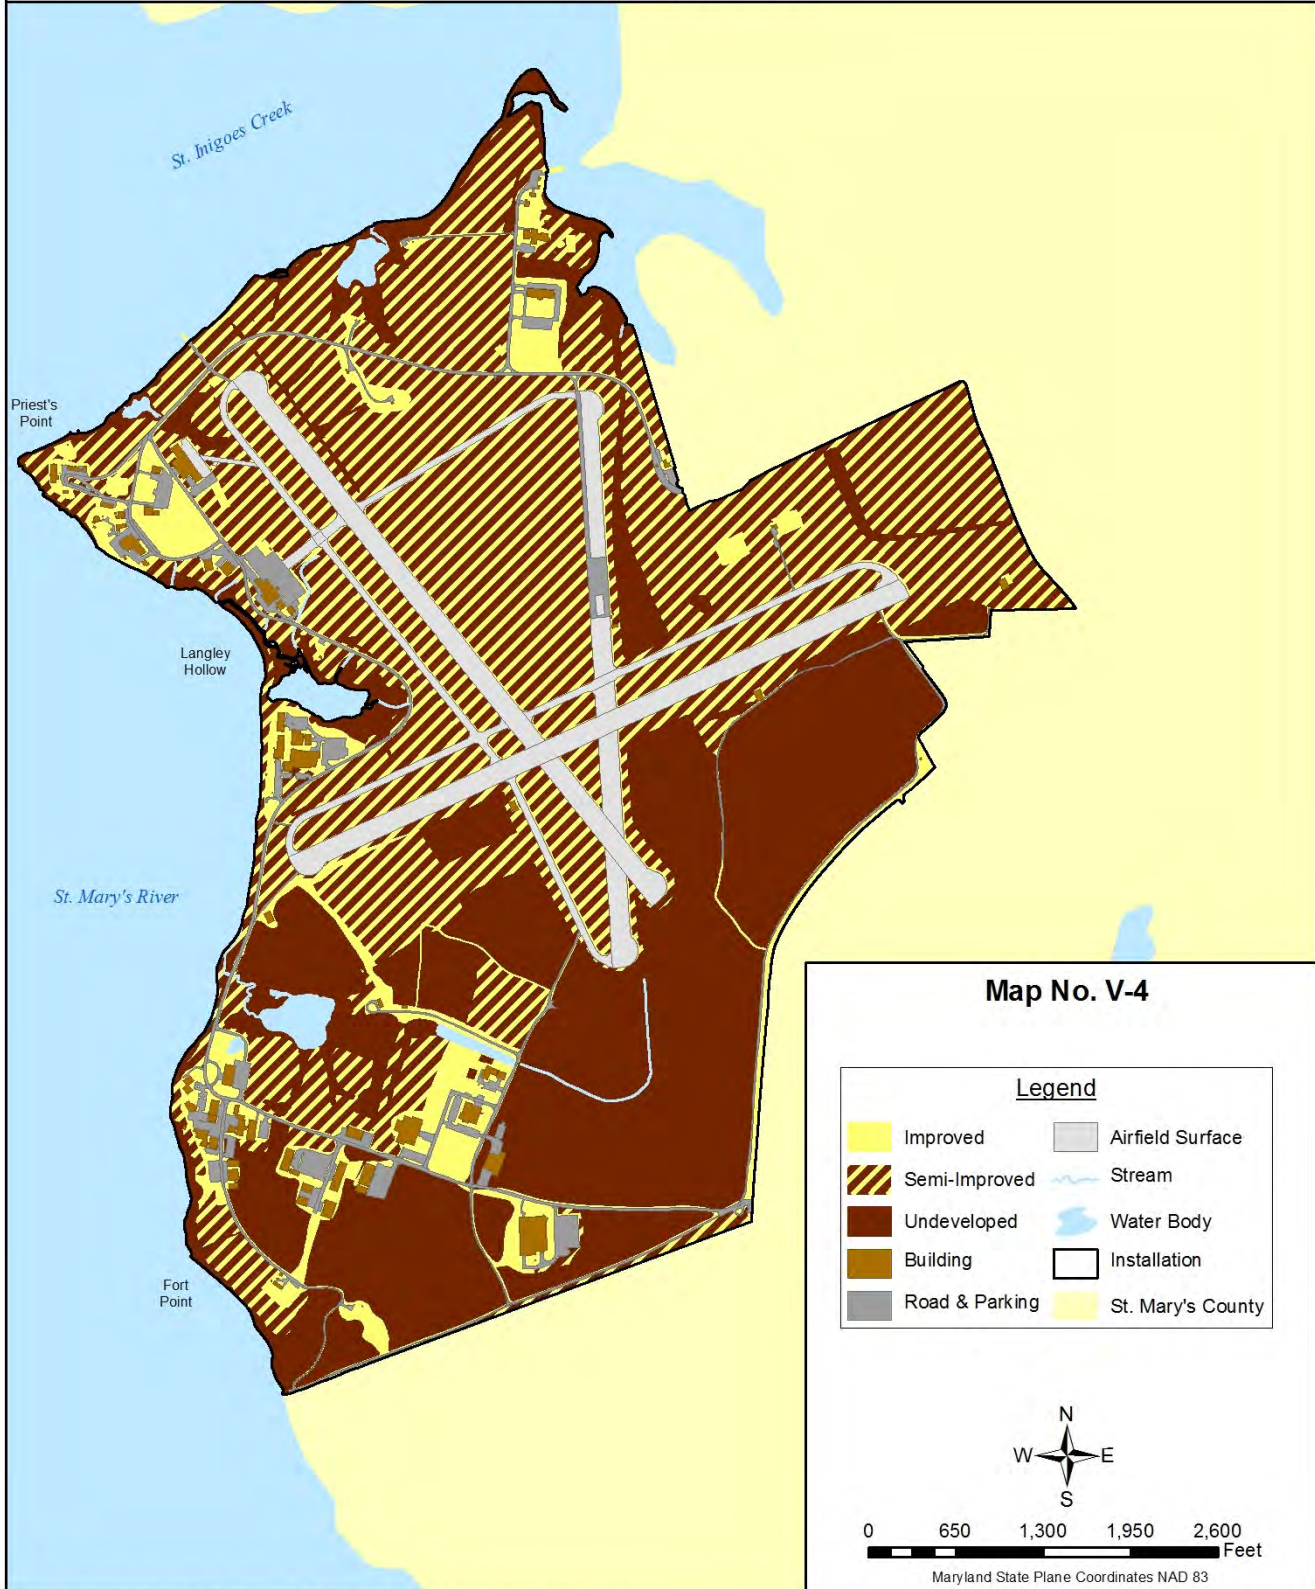 St. Inigoes Creek
Priest's
Point
Langley
Hollow
St. Mary's River
Fort
Point
Map No. V-4
Legend
Improved
Airfield Surface
Semi-Improved
Stream
Undeveloped
Water Body
Building
Installation
Road & Parking
St. Mary's County
N
W E
S
0 650 1,300 1,950 2,600
Feet
Maryland State Plane Coordinates NAD 83